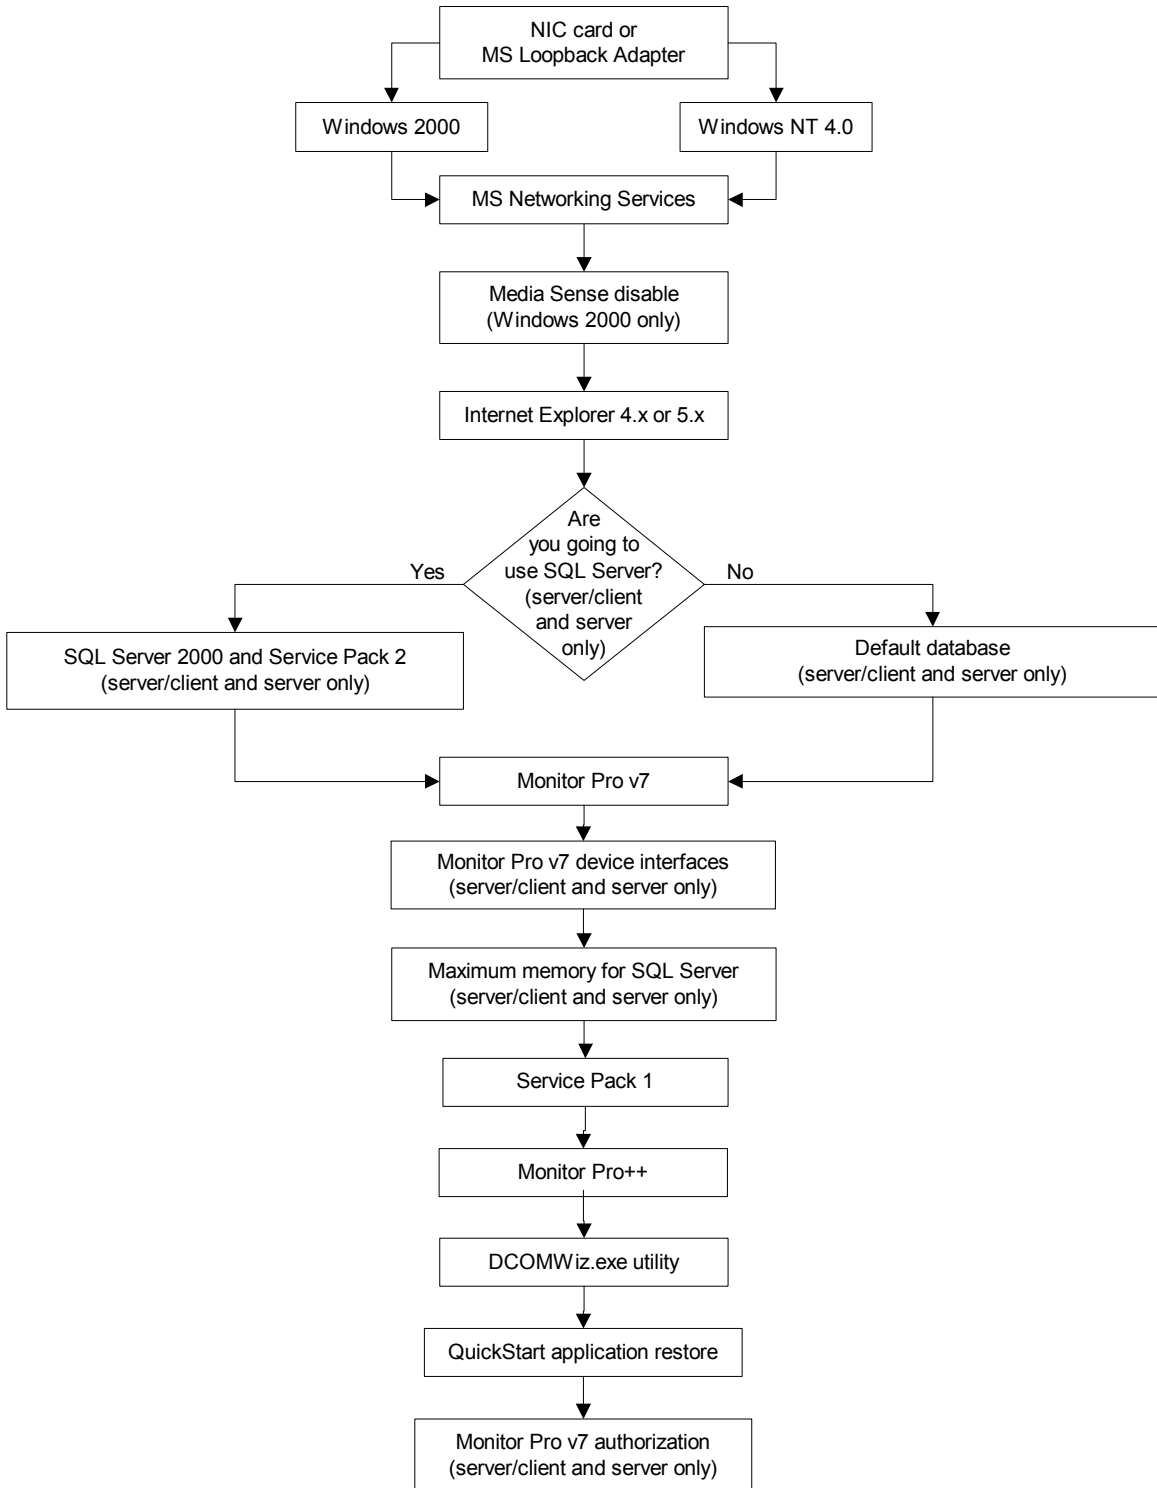 NIC card or
MS Loopback Adapter
Windows 2000
Windows NT 4.0
MS Networking Services
Media Sense disable
(Windows 2000 only)
Internet Explorer 4.x or 5.x
Are
you going to
use SQL Server?
(server/client
and server
only)
Yes
No
SQL Server 2000 and Service Pack 2
(server/client and server only)
Default database
(server/client and server only)
Monitor Pro v7
Monitor Pro v7 device interfaces
(server/client and server only)
Maximum memory for SQL Server
(server/client and server only)
Service Pack 1
Monitor Pro++
DCOMWiz.exe utility
QuickStart application restore
Monitor Pro v7 authorization
(server/client and server only)